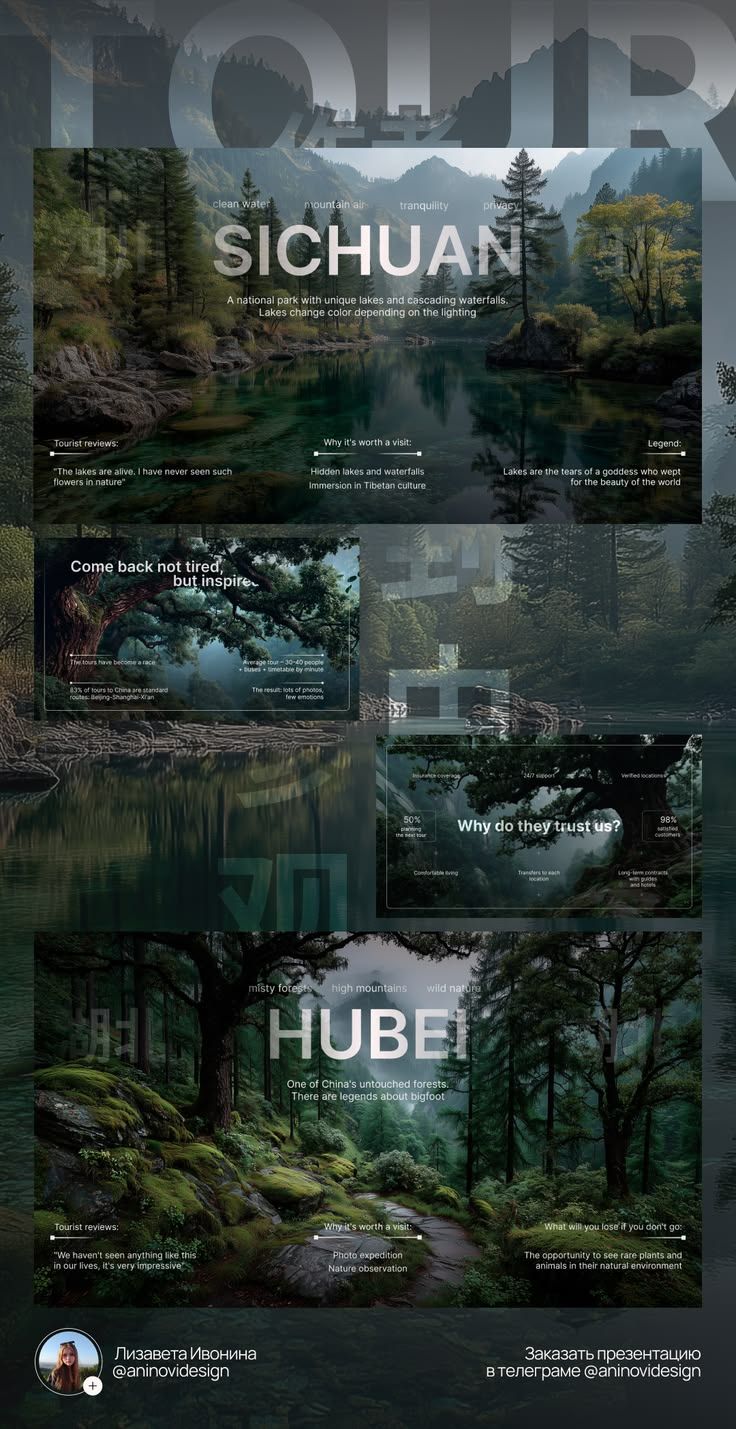 TOUR
clean water mountain air tranquility privacy
SICHUAN
A national park with unique lakes and cascading waterfalls.
Lakes change color depending on the lighting
Tourist reviews:
"The lakes are alive. I have never seen such
flowers in nature"
Why it's worth a visit:
Hidden lakes and waterfalls
Immersion in Tibetan culture
Legend:
Lakes are the tears of a goddess who wept
for the beauty of the world
Come back not tired,
but inspired
The tours have become a race
Average tour – 30-40 people
+ buses + timetable by minute
83% of tours to China are standard
routes: Beijing-Shanghai-Xi'an
The result: lots of photos,
few emotions
观
Insurance coverage 24/7 support Verified locations
50%
planning
the next tour
Why do they trust us?
98%
satisfied
customers
Comfortable living
Transfers to each
location
Long-term contracts
with guides
and hotels
misty forests high mountains wild nature
胡北
HUBEI
One of China's untouched forests.
There are legends about bigfoot
Tourist reviews:
"We haven't seen anything like this
in our lives, it's very impressive"
Why it's worth a visit:
Photo expedition
Nature observation
What will you lose if you don't go:
The opportunity to see rare plants and
animals in their natural environment
Лизавета Ивонина
@aninovidesign
Заказать презентацию
в телеграме @aninovidesign